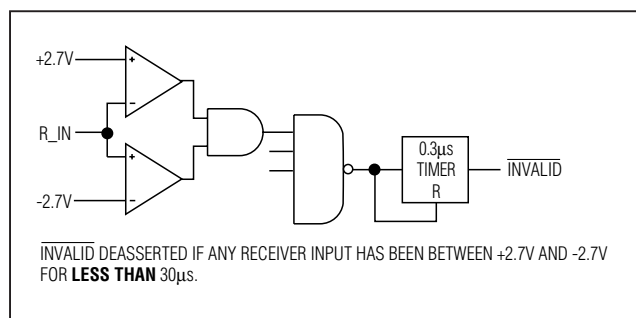 +2.7V
+
-
R_IN
+
-2.7V
-
0.3µs
TIMER
R
INVALID
INVALID DEASSERTED IF ANY RECEIVER INPUT HAS BEEN BETWEEN +2.7V AND -2.7V
FOR LESS THAN 30µs.